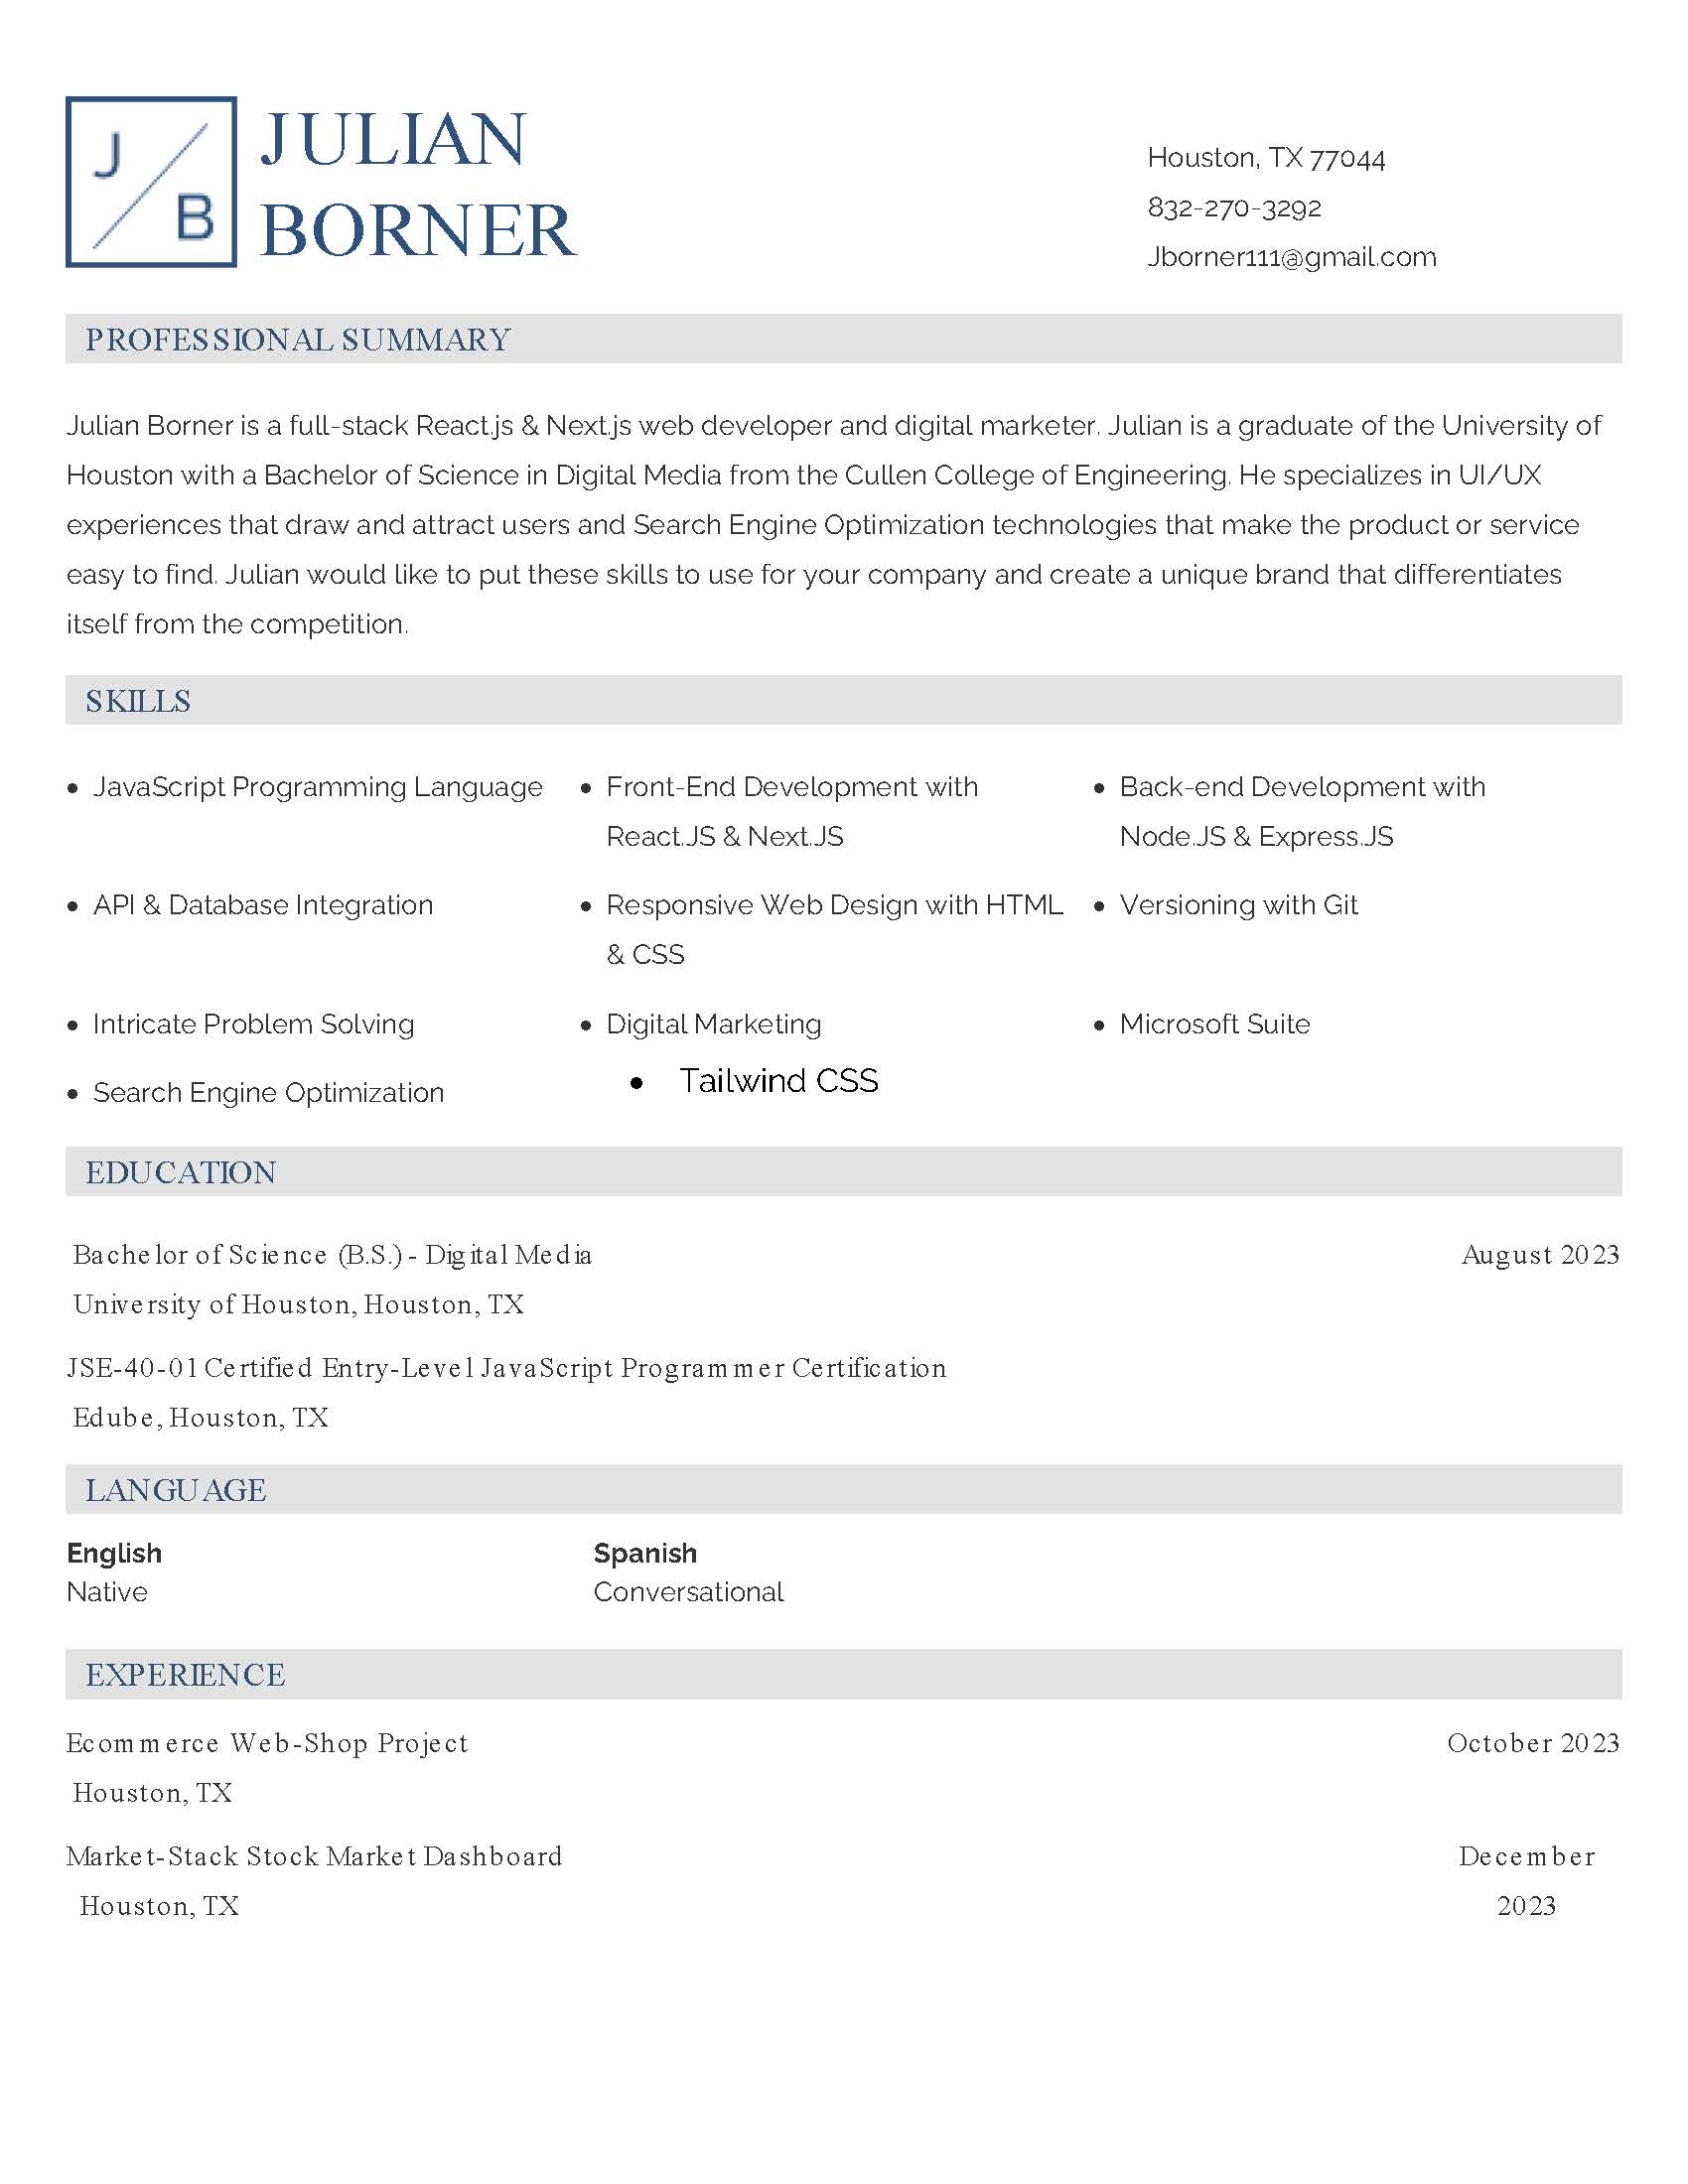 J
B
JULIAN
BORNER
Houston, TX 77044
832-270-3292
Jborner111@gmail.com
PROFESSIONAL SUMMARY
Julian Borner is a full-stack React.js & Next.js web developer and digital marketer. Julian is a graduate of the University of
Houston with a Bachelor of Science in Digital Media from the Cullen College of Engineering. He specializes in UI/UX
experiences that draw and attract users and Search Engine Optimization technologies that make the product or service
easy to find. Julian would like to put these skills to use for your company and create a unique brand that differentiates
itself from the competition.
SKILLS
• JavaScript Programming Language
• Front-End Development with
React.JS & Next.JS
• Back-end Development with
Node.JS & Express.JS
• API & Database Integration
• Responsive Web Design with HTML
& CSS
• Versioning with Git
• Intricate Problem Solving
• Digital Marketing
• Microsoft Suite
• Search Engine Optimization
• Tailwind CSS
EDUCATION
Bachelor of Science (B.S.) - Digital Media August 2023
University of Houston, Houston, TX
JSE-40-01 Certified Entry-Level JavaScript Programmer Certification
Edube, Houston, TX
LANGUAGE
English
Native
Spanish
Conversational
EXPERIENCE
Ecommerce Web-Shop Project October 2023
Houston, TX
Market-Stack Stock Market Dashboard December
Houston, TX 2023